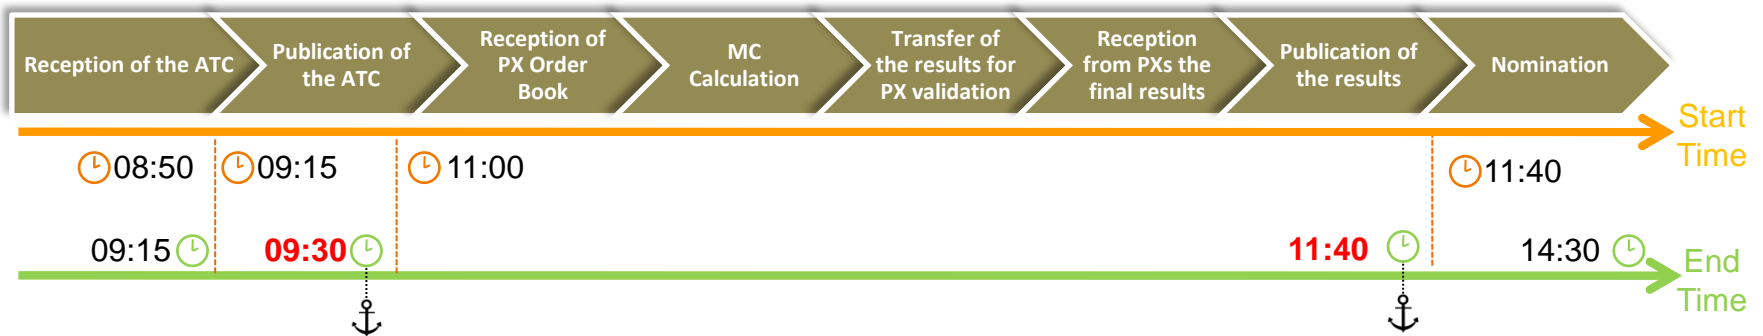 Reception of the ATC
Publication of
the ATC
Reception of
PX Order
Book
MC
Calculation
Transfer of
the results for
PX validation
Reception
from PXs the
final results
Publication of
the results
Nomination
Start
Time
08:50
09:15
11:00
11:40
09:15
09:30
11:40
14:30
End
Time